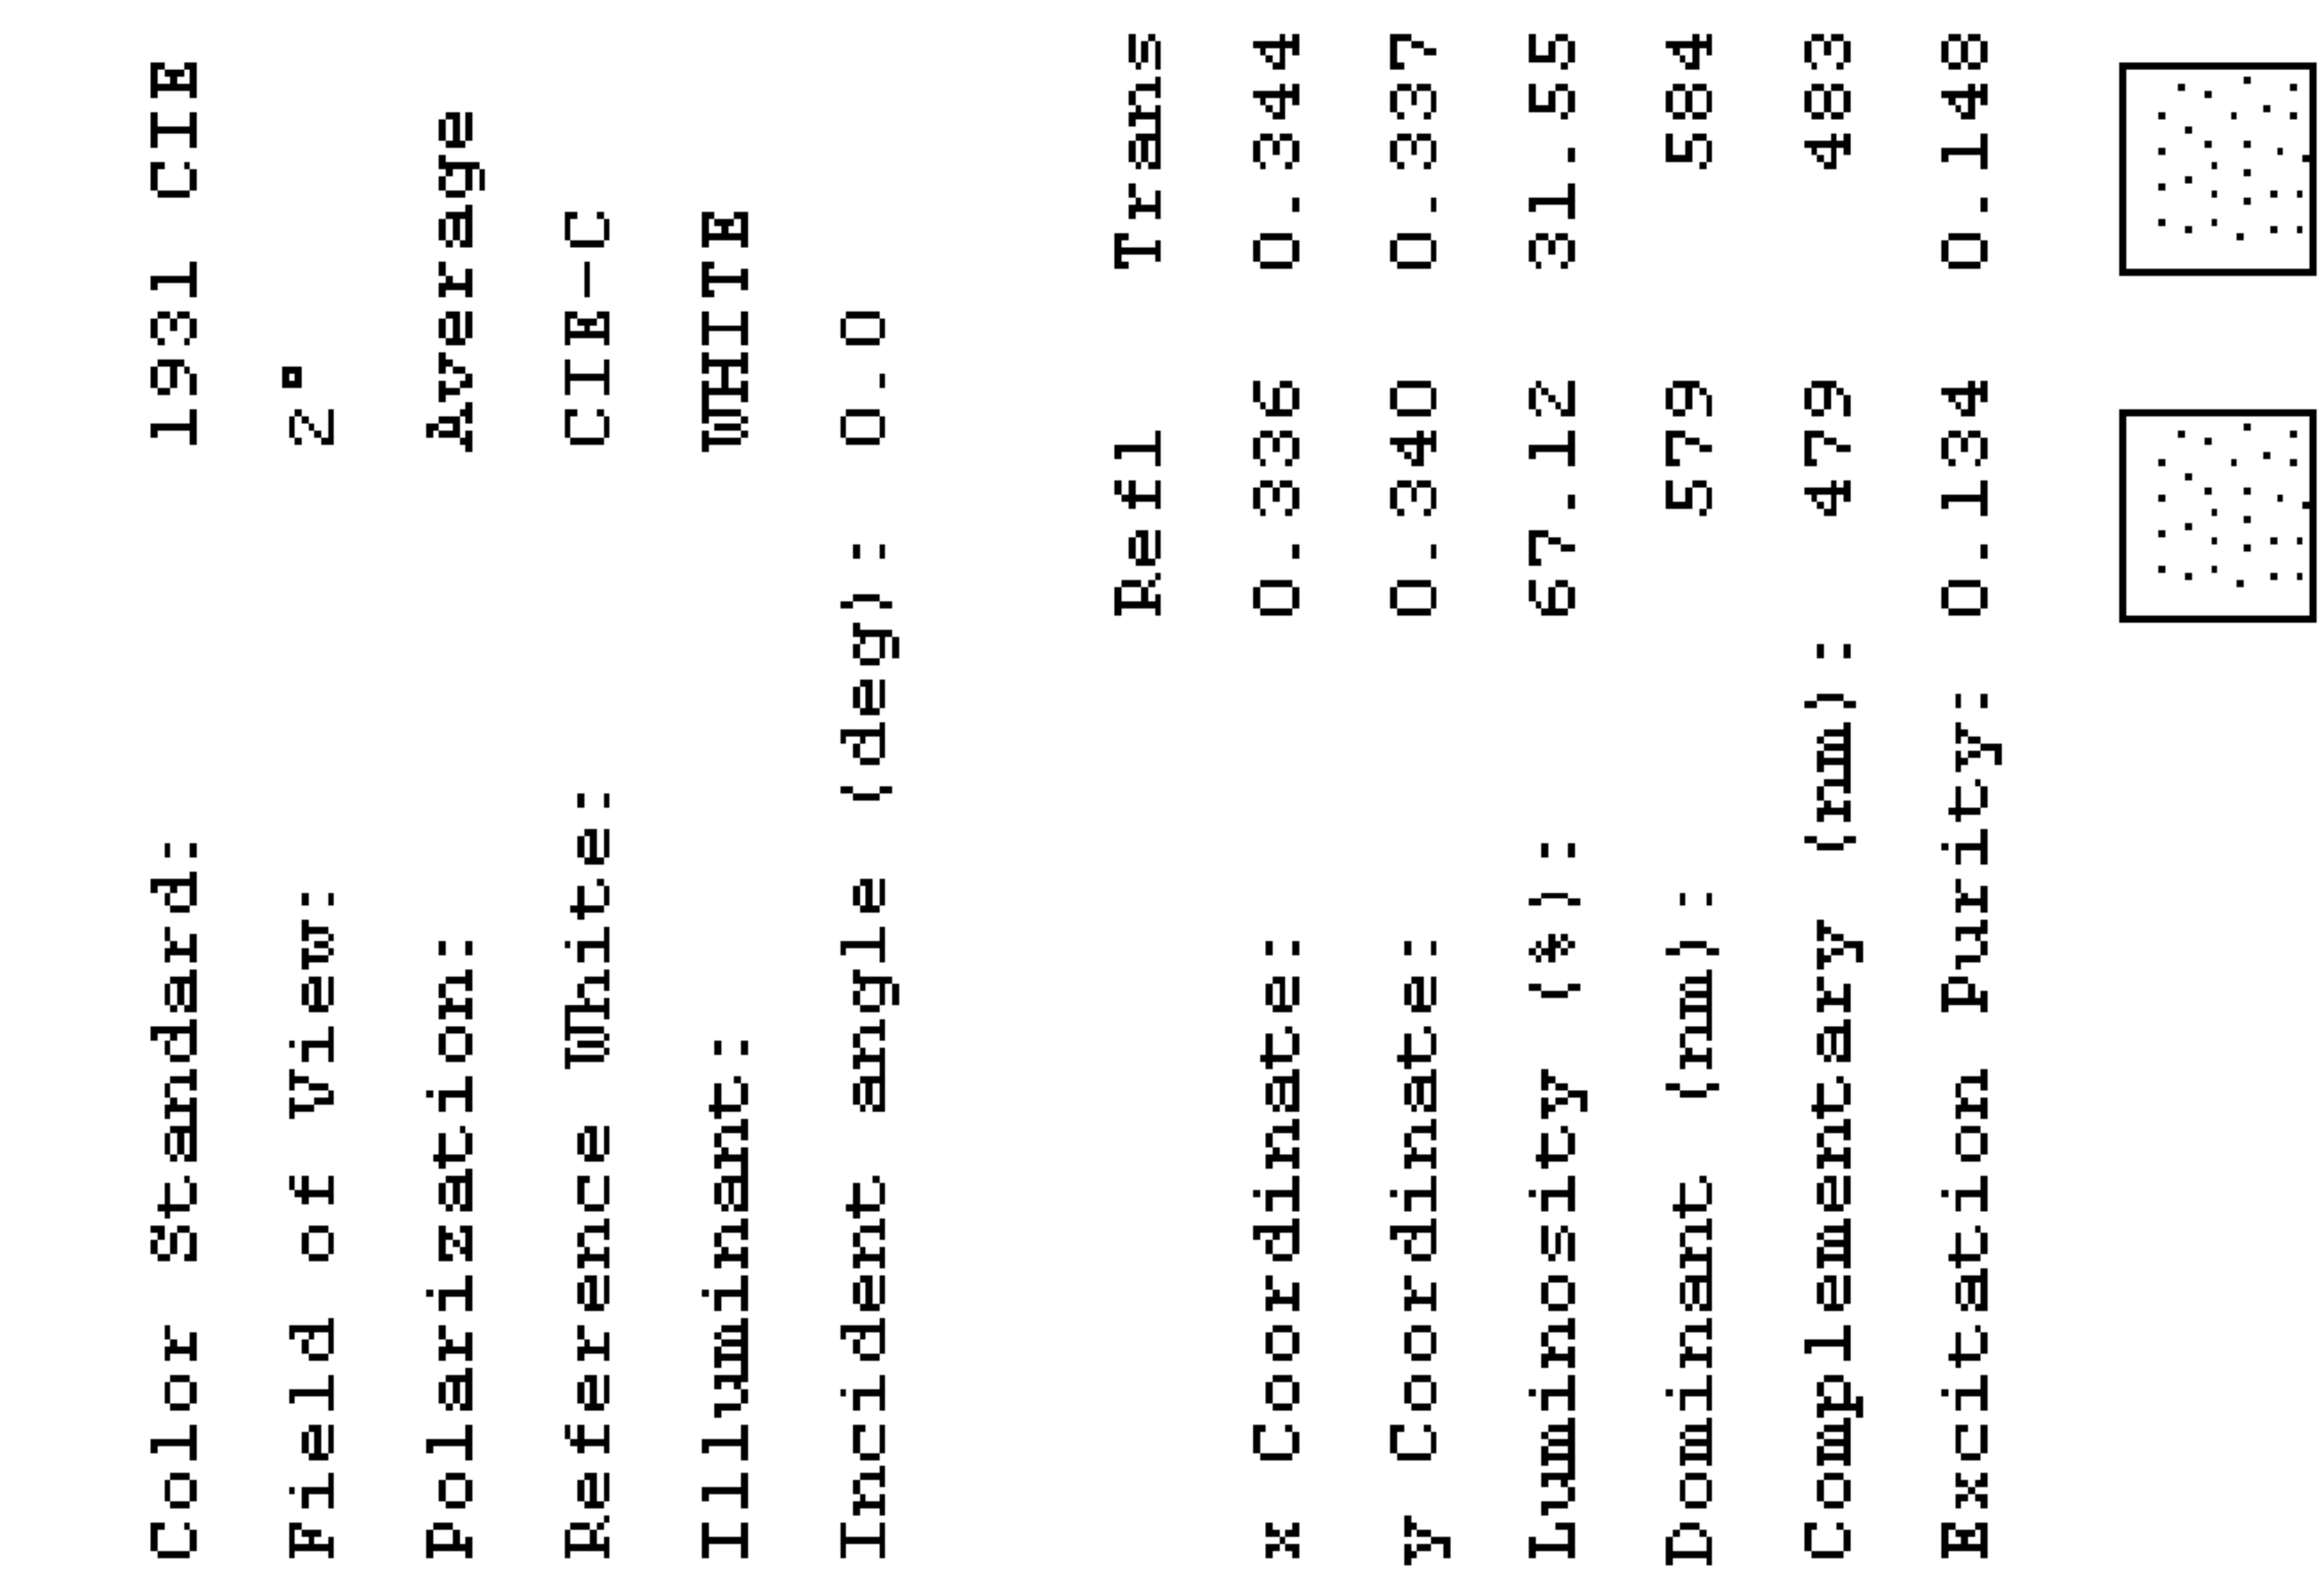 Color Standard: 1931 CIE
Field of View: 2°
Polarization: Average
Reference White: CIE-C
Illuminant: WHITE
Incident angle (deg): 0.0
Refl Trans
x Coordinate: 0.336 0.344
y Coordinate: 0.340 0.337
Luminosity (%): 67.12 31.55
Dominant (nm): 579 584
Complementary (nm): 479 483
Excitation Purity: 0.134 0.148